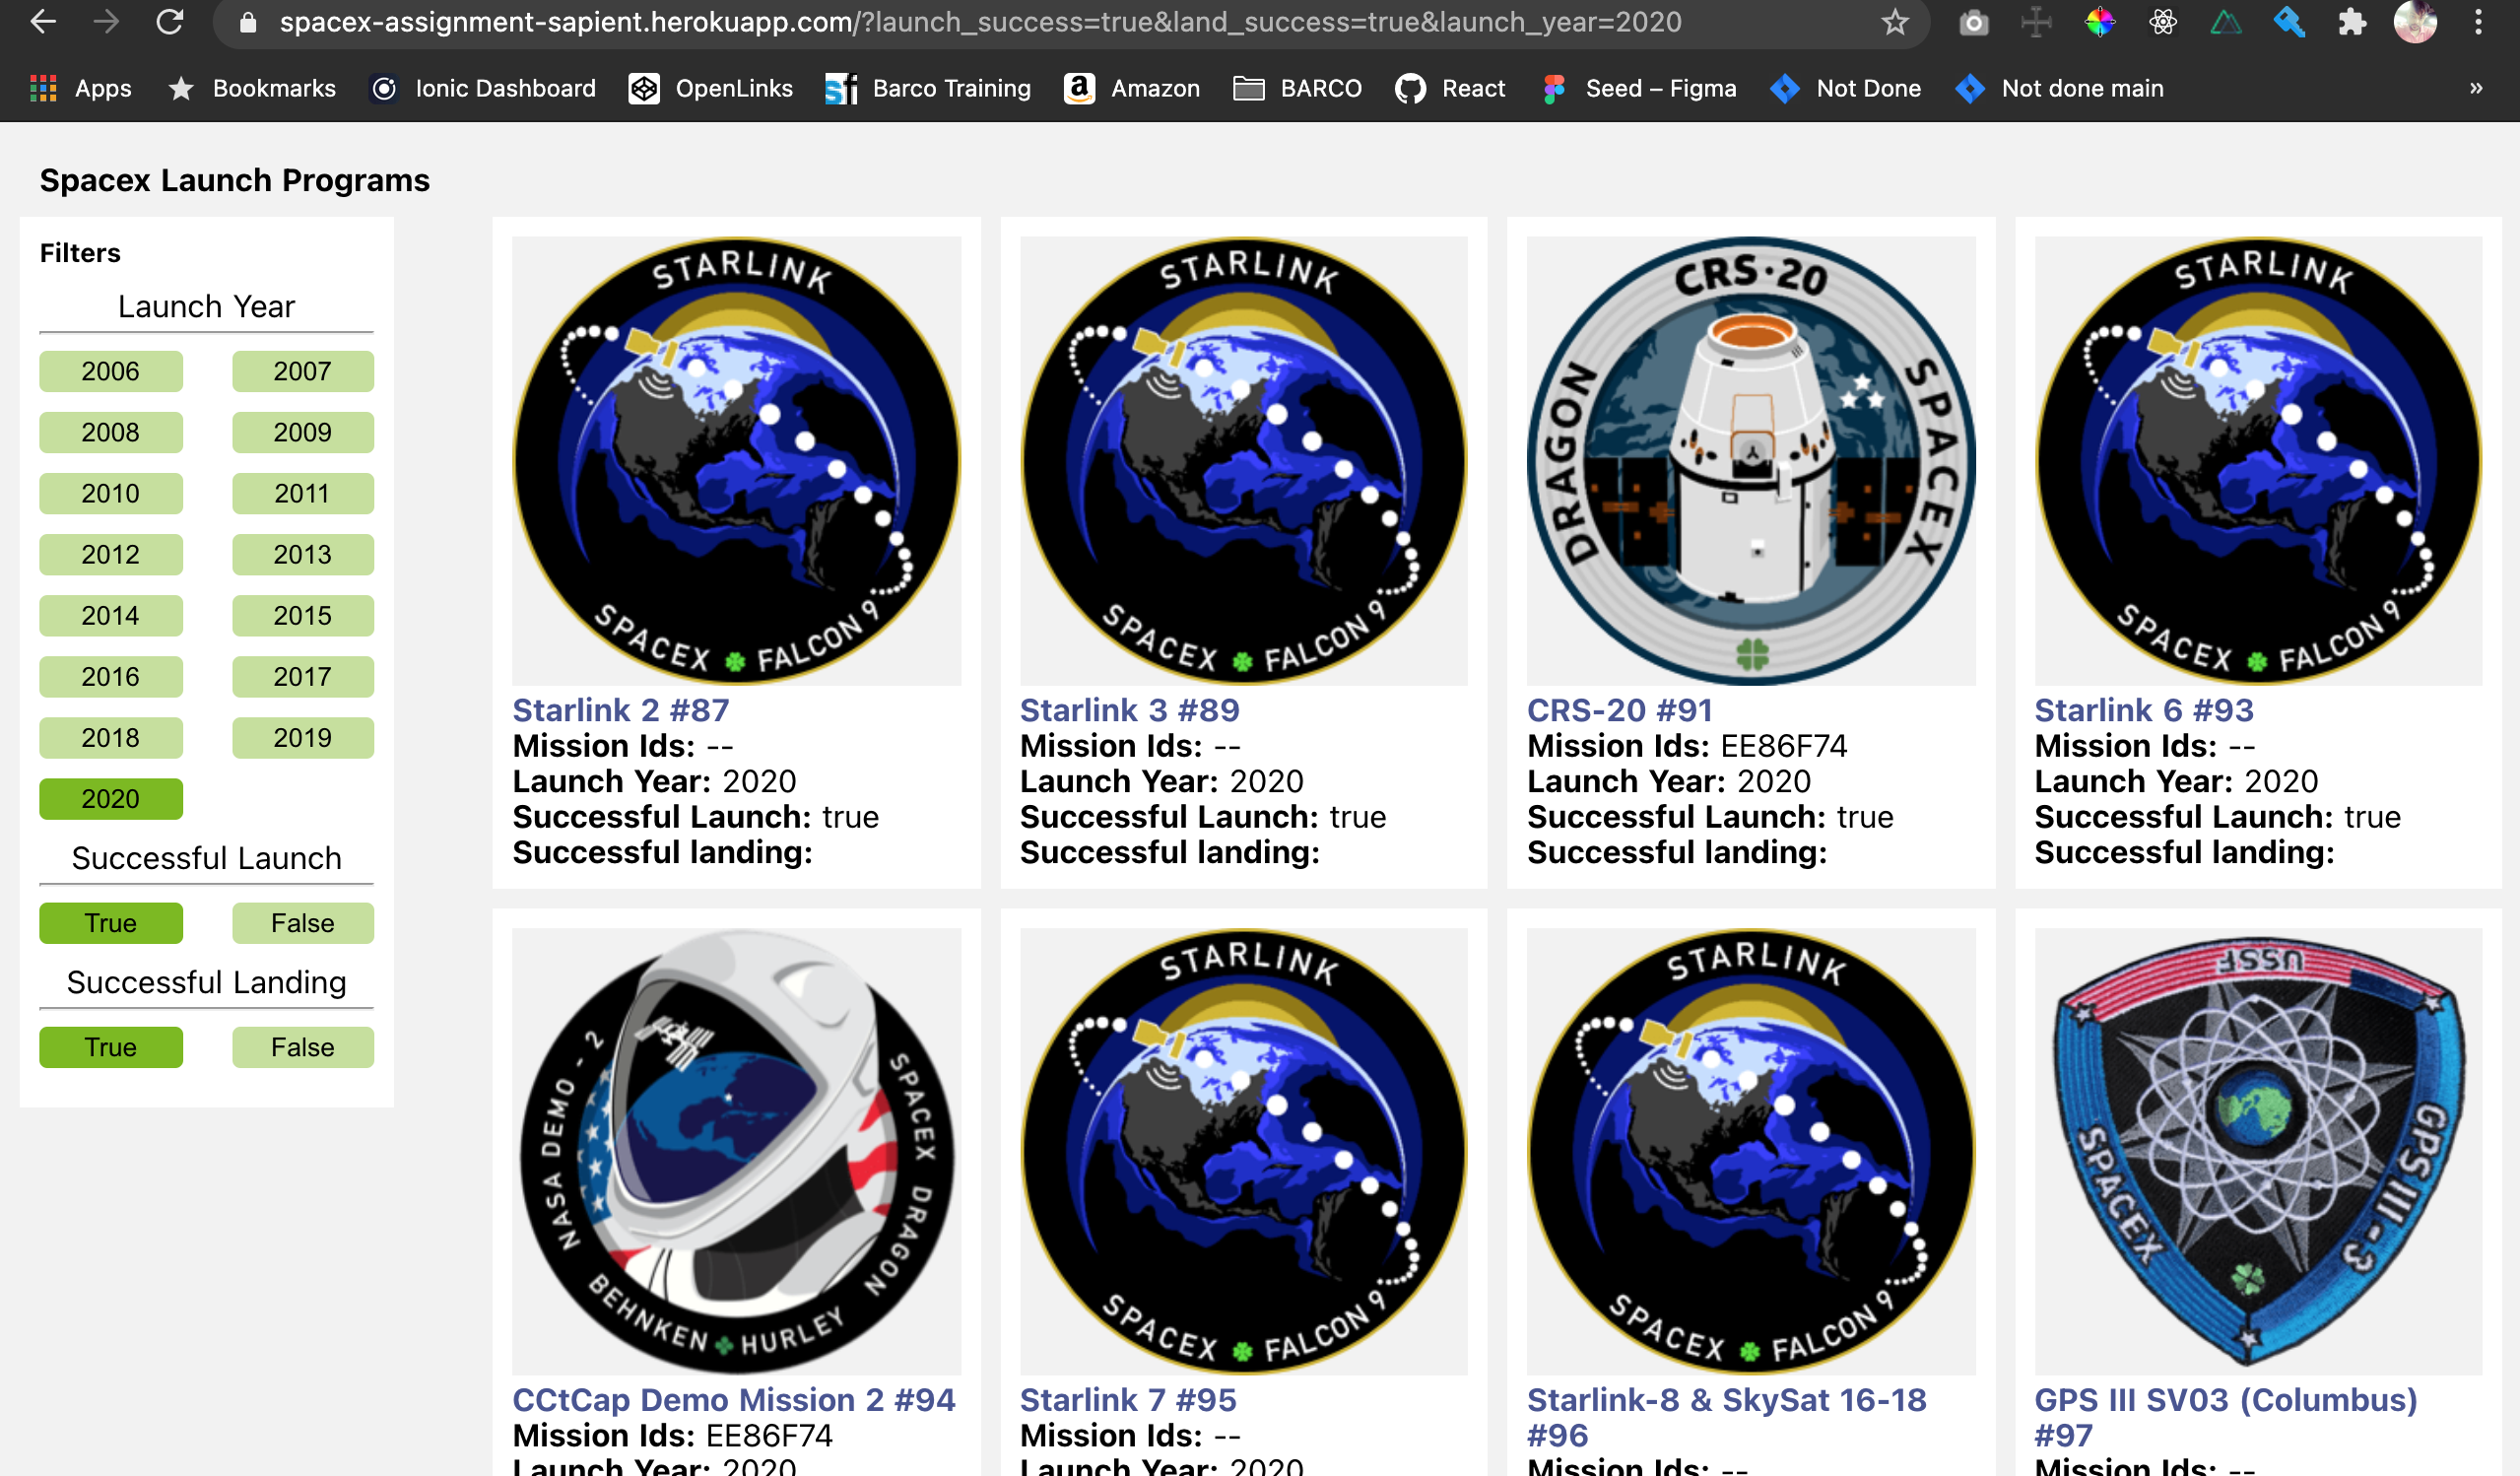 spacex-assignment-sapient.herokuapp.com/?launch_success=true&land_success=true&launch_year=2020
Apps Bookmarks Ionic Dashboard OpenLinks Barco Training Amazon BARCO React Seed – Figma Not Done Not done main »
Spacex Launch Programs
Filters
Launch Year
2006 2007
2008 2009
2010 2011
2012 2013
2014 2015
2016 2017
2018 2019
2020
Successful Launch
True False
Successful Landing
True False
STARLINK
SPACEX FALCON 9
Starlink 2 #87
Mission Ids: --
Launch Year: 2020
Successful Launch: true
Successful landing:
STARLINK
SPACEX FALCON 9
Starlink 3 #89
Mission Ids: --
Launch Year: 2020
Successful Launch: true
Successful landing:
CRS·20
DRAGON SPACEX
CRS-20 #91
Mission Ids: EE86F74
Launch Year: 2020
Successful Launch: true
Successful landing:
STARLINK
SPACEX FALCON 9
Starlink 6 #93
Mission Ids: --
Launch Year: 2020
Successful Launch: true
Successful landing:
NASA DEMO - 2 SPACEX DRAGON
BEHNKEN HURLEY
CCtCap Demo Mission 2 #94
Mission Ids: EE86F74
Launch Year: 2020
STARLINK
SPACEX FALCON 9
Starlink 7 #95
Mission Ids: --
Launch Year: 2020
STARLINK
SPACEX FALCON 9
Starlink-8 & SkySat 16-18
#96
Mission Ids: --
USSF
SPACEX GPS III-3
GPS III SV03 (Columbus)
#97
Mission Ids: --